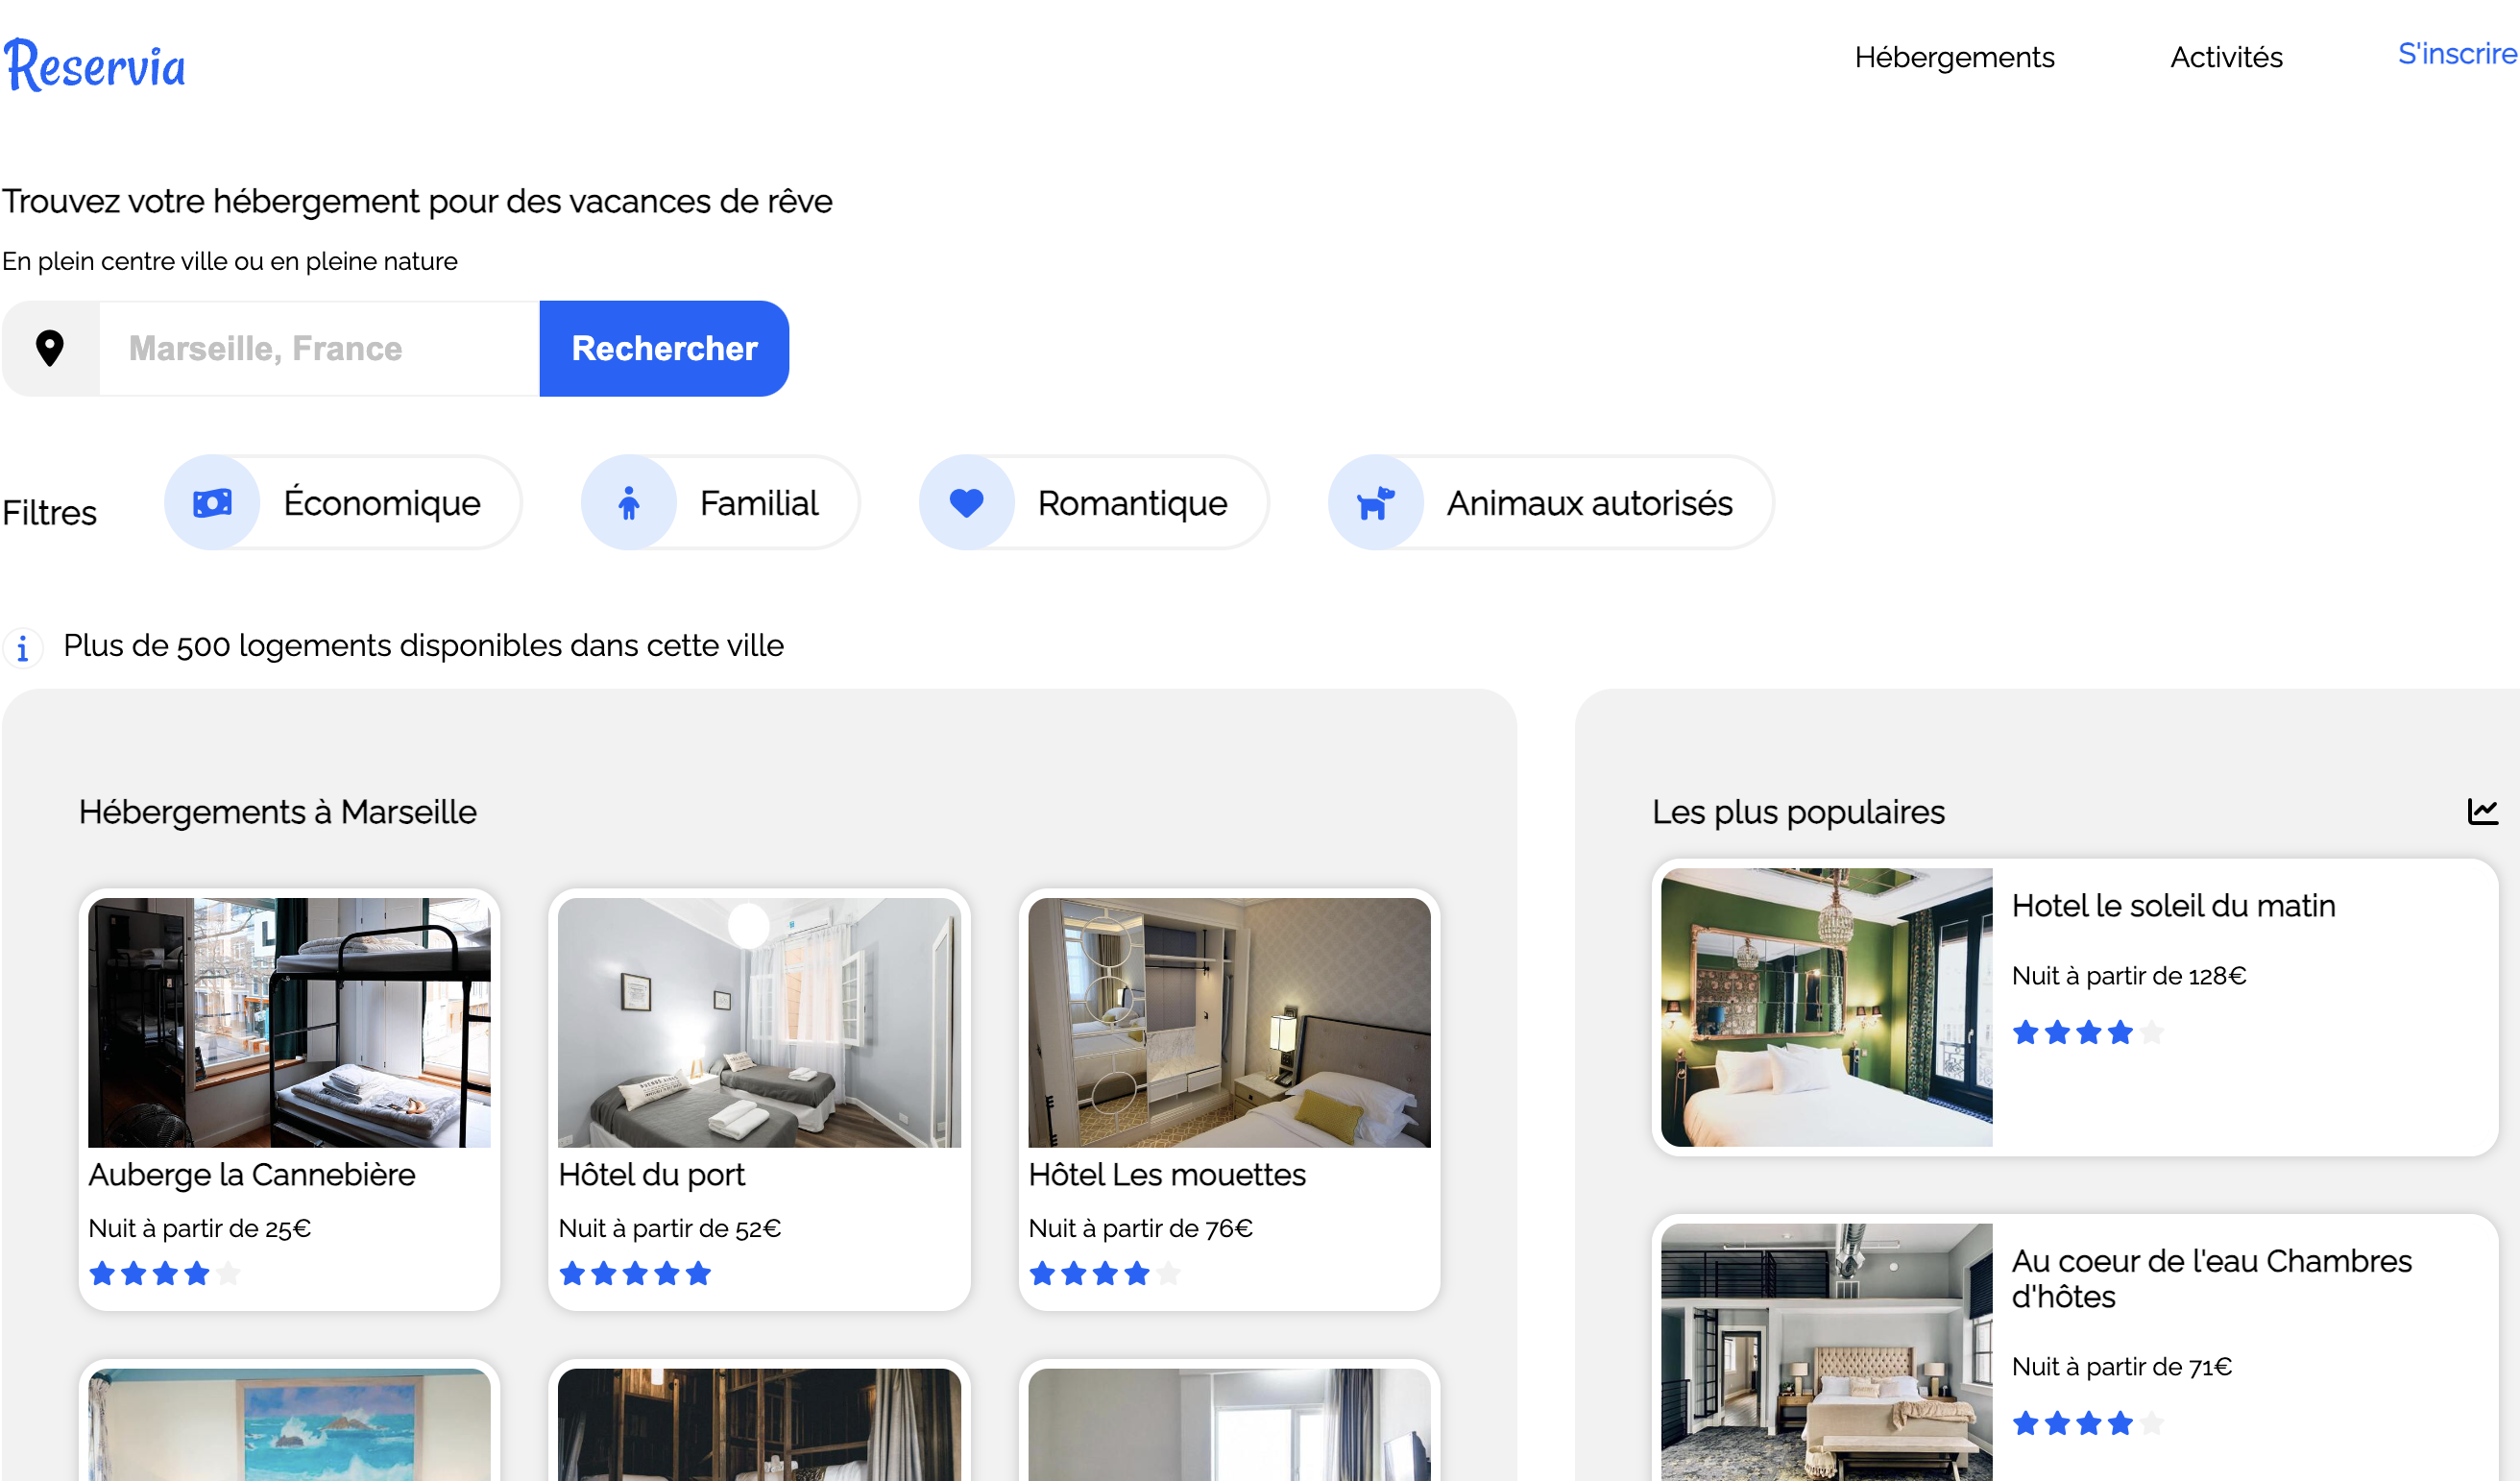 Reservia
Hébergements
Activités
S'inscrire
Trouvez votre hébergement pour des vacances de rêve
En plein centre ville ou en pleine nature
Marseille, France
Rechercher
Filtres
Économique
Familial
Romantique
Animaux autorisés
Plus de 500 logements disponibles dans cette ville
Hébergements à Marseille
Auberge la Cannebière
Nuit à partir de 25€
Hôtel du port
Nuit à partir de 52€
Hôtel Les mouettes
Nuit à partir de 76€
Les plus populaires
Hotel le soleil du matin
Nuit à partir de 128€
Au coeur de l'eau Chambres
d'hôtes
Nuit à partir de 71€